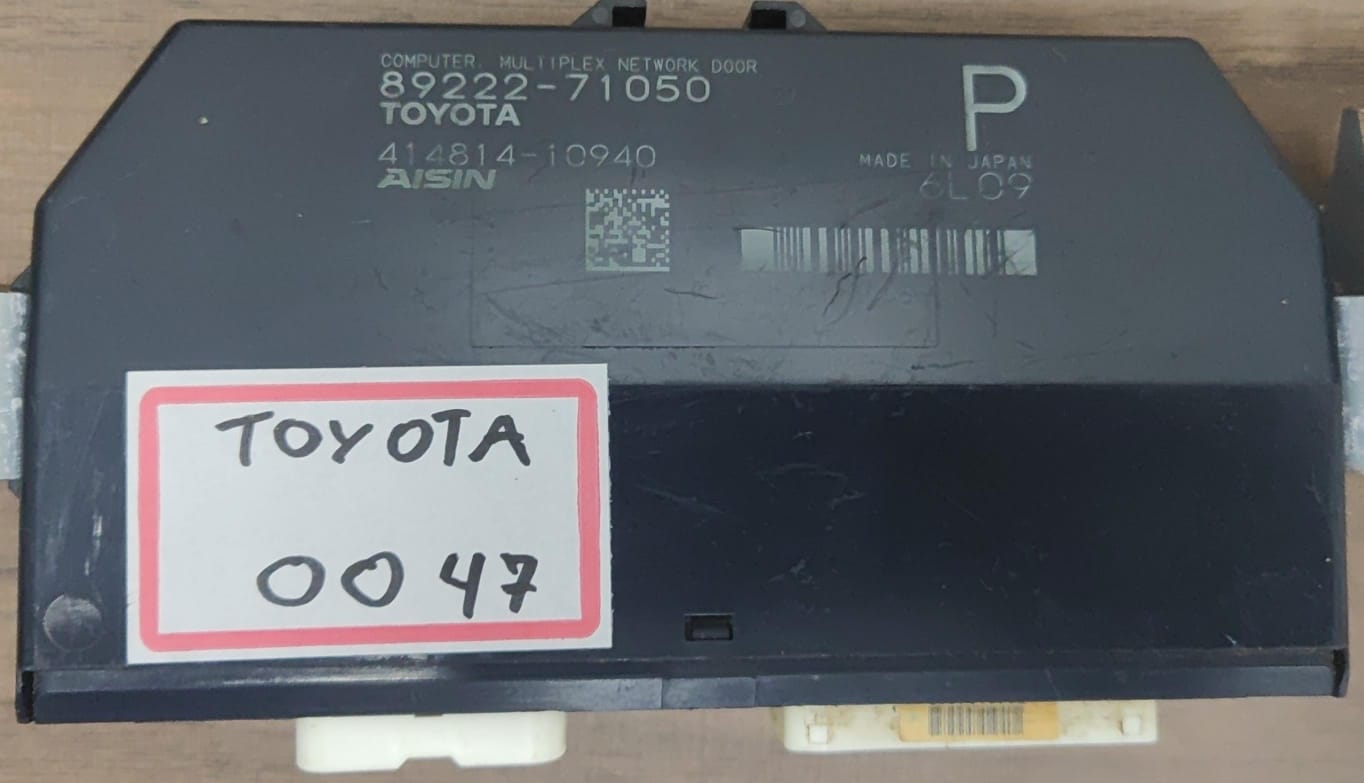 COMPUTER, MULTIPLEX NETWORK DOOR
89222-71050
TOYOTA
P
414814-10940
AISIN
MADE IN JAPAN
6L09
TOYOTA
0047